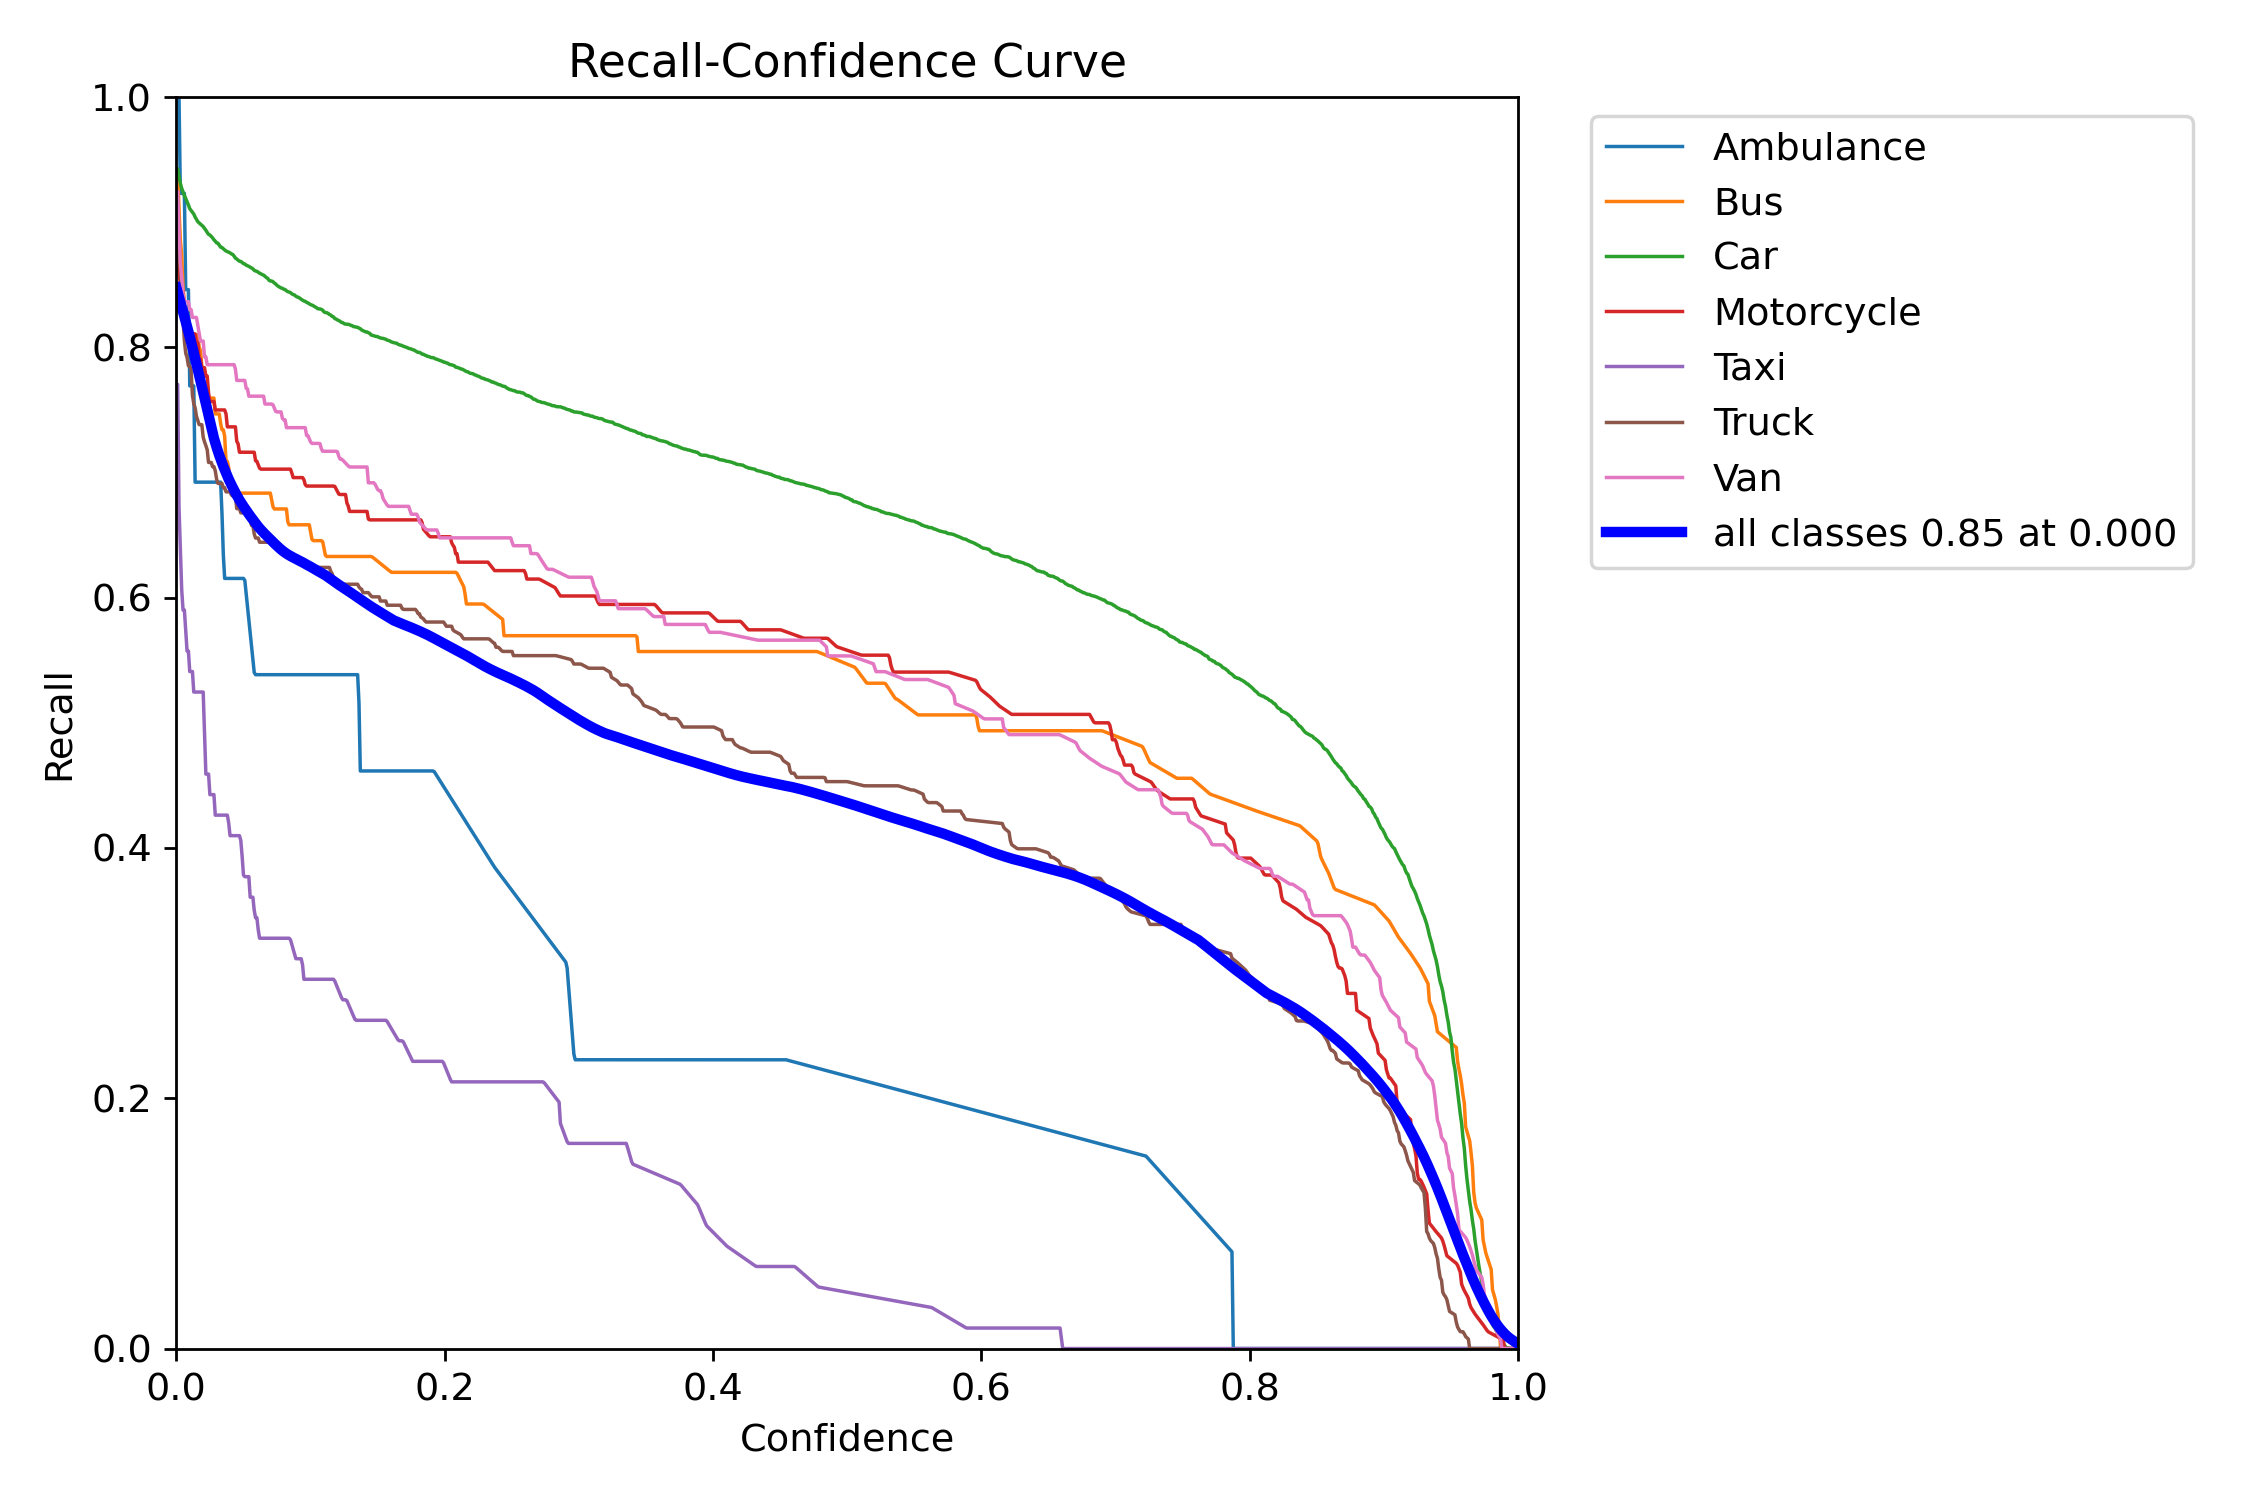 Recall-Confidence Curve
1.0
0.8
0.6
0.4
0.2
0.0
Recall
0.0 0.2 0.4 0.6 0.8 1.0
Confidence
Ambulance
Bus
Car
Motorcycle
Taxi
Truck
Van
all classes 0.85 at 0.000